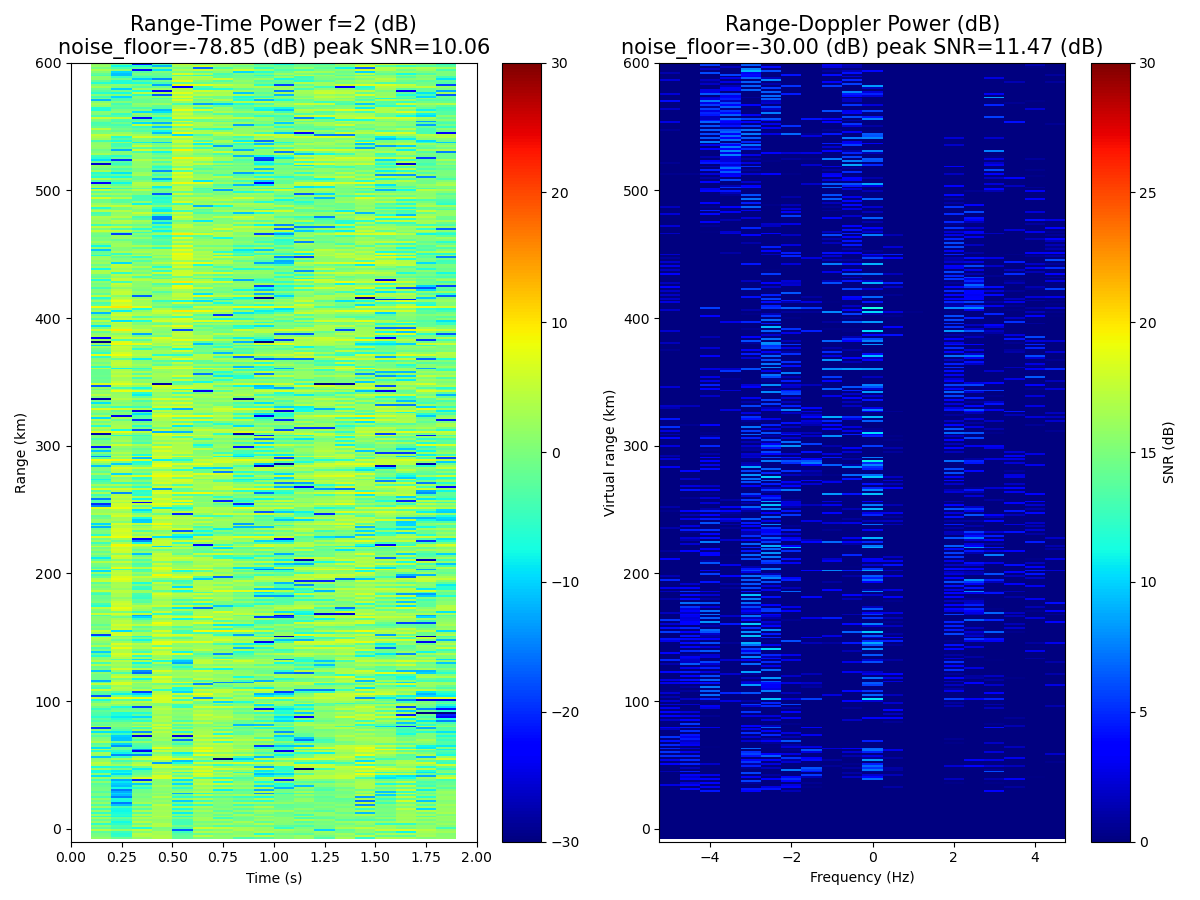 Range-Time Power f=2 (dB)
noise_floor=-78.85 (dB) peak SNR=10.06
Range (km)
600
500
400
300
200
100
0
0.00 0.25 0.50 0.75 1.00 1.25 1.50 1.75 2.00
Time (s)
30
20
10
0
−10
−20
−30
Range-Doppler Power (dB)
noise_floor=-30.00 (dB) peak SNR=11.47 (dB)
Virtual range (km)
600
500
400
300
200
100
0
−4 −2 0 2 4
Frequency (Hz)
30
25
20
15
10
5
0
SNR (dB)